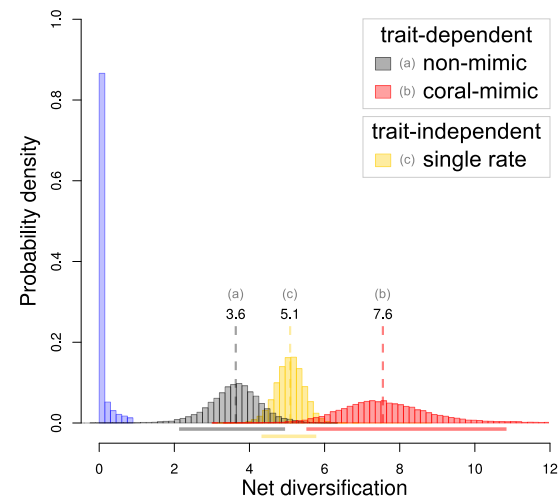 trait-dependent
(a) non-mimic
(b) coral-mimic
trait-independent
(c) single rate
Probability density
1.0
0.8
0.6
0.4
0.2
0.0
(a)
3.6
(c)
5.1
(b)
7.6
0 2 4 6 8 10 12
Net diversification